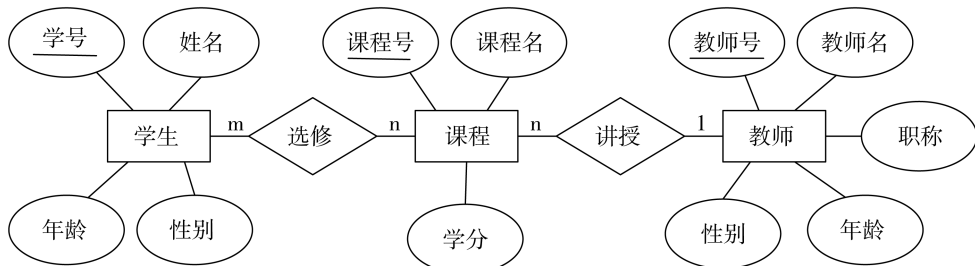 学号
姓名
课程号
课程名
教师号
教师名
学生
m
选修
n
课程
n
讲授
1
教师
职称
年龄
性别
学分
性别
年龄